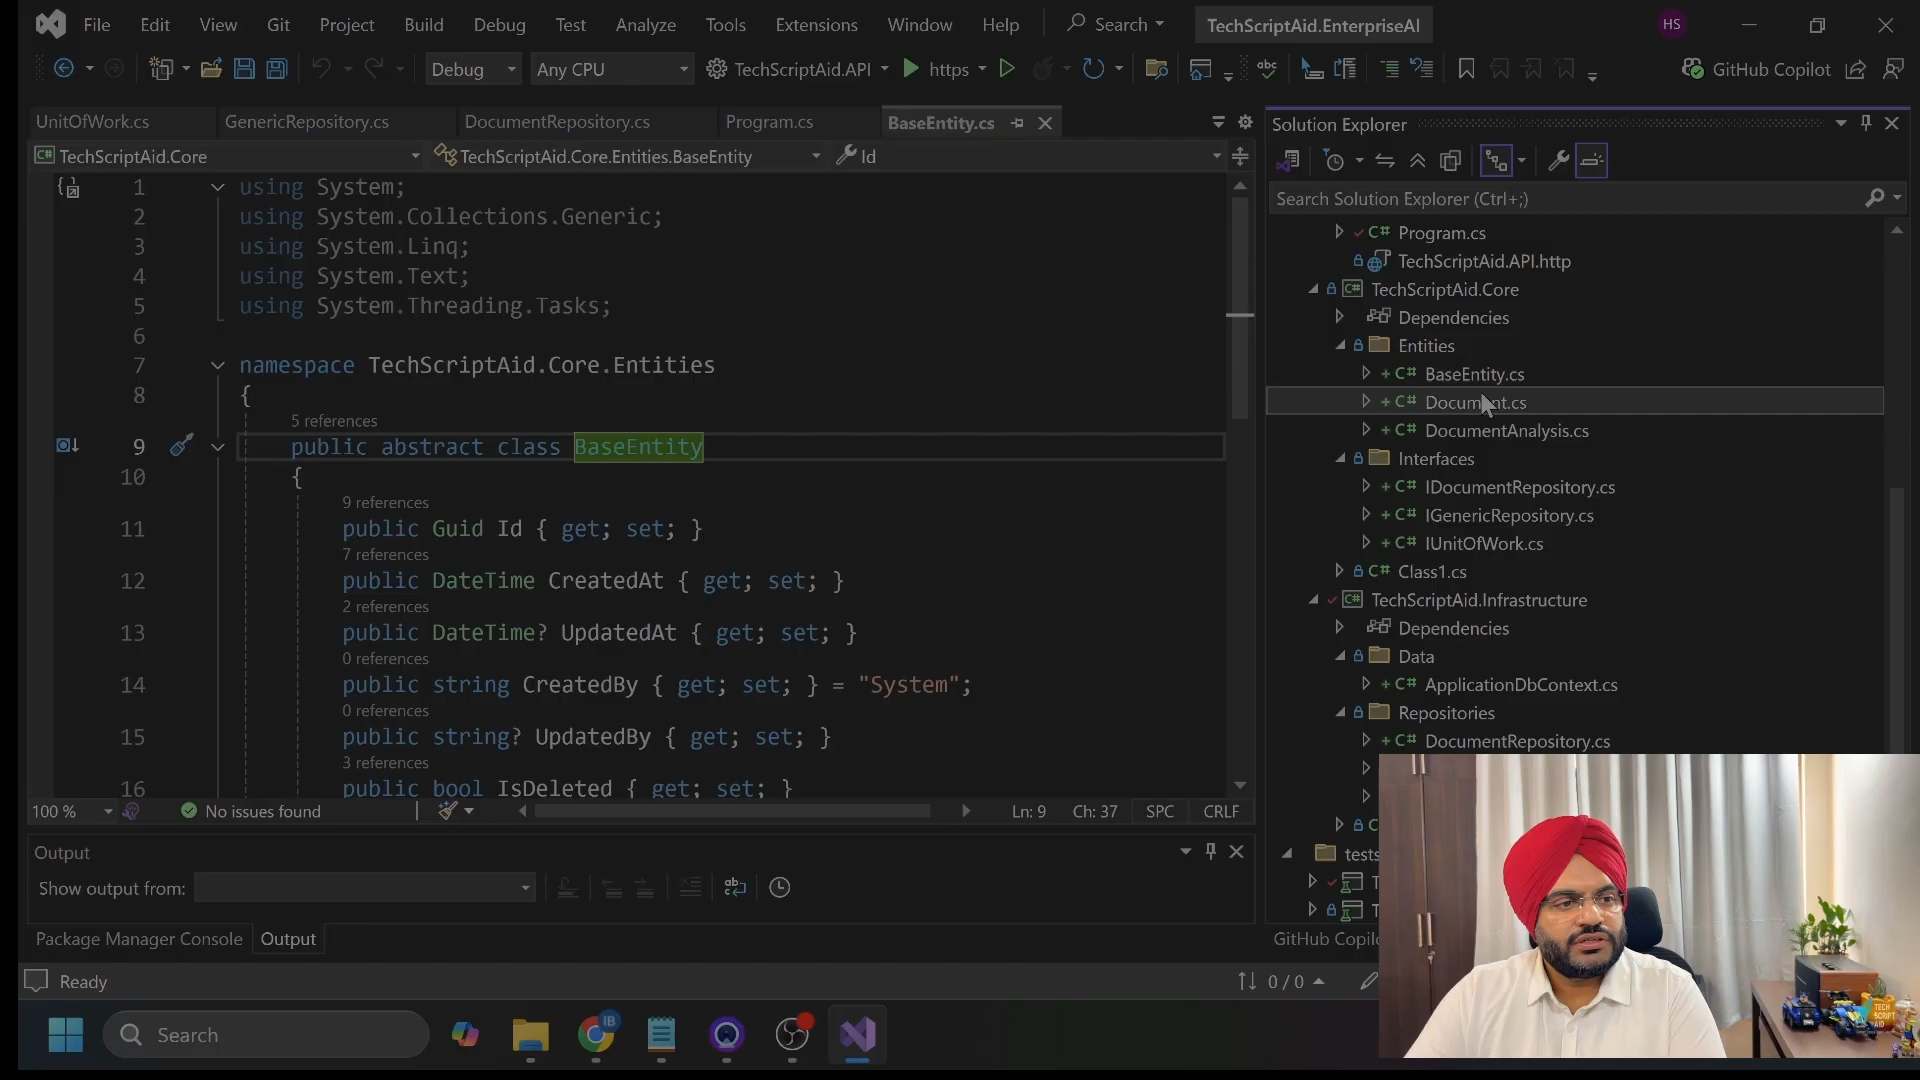 File Edit View Git Project Build Debug Test Analyze Tools Extensions Window Help Search TechScriptAid.EnterpriseAI HS
Debug Any CPU TechScriptAid.API https GitHub Copilot
UnitOfWork.cs GenericRepository.cs DocumentRepository.cs Program.cs BaseEntity.cs
TechScriptAid.Core TechScriptAid.Core.Entities.BaseEntity Id
1 using System;
2 using System.Collections.Generic;
3 using System.Linq;
4 using System.Text;
5 using System.Threading.Tasks;
6
7 namespace TechScriptAid.Core.Entities
8 {
5 references
9 public abstract class BaseEntity
10 {
9 references
11 public Guid Id { get; set; }
7 references
12 public DateTime CreatedAt { get; set; }
2 references
13 public DateTime? UpdatedAt { get; set; }
0 references
14 public string CreatedBy { get; set; } = "System";
0 references
15 public string? UpdatedBy { get; set; }
3 references
16 public bool IsDeleted { get; set; }
100 % No issues found Ln: 9 Ch: 37 SPC CRLF
Output
Show output from:
Package Manager Console Output
Solution Explorer
Search Solution Explorer (Ctrl+;)
C# Program.cs
TechScriptAid.API.http
C# TechScriptAid.Core
Dependencies
Entities
C# BaseEntity.cs
C# Document.cs
C# DocumentAnalysis.cs
Interfaces
C# IDocumentRepository.cs
C# IGenericRepository.cs
C# IUnitOfWork.cs
C# Class1.cs
C# TechScriptAid.Infrastructure
Dependencies
Data
C# ApplicationDbContext.cs
Repositories
C# DocumentRepository.cs
tests
GitHub
Ready 0 / 0
Search
IB
TECH
SCRIPT
AID